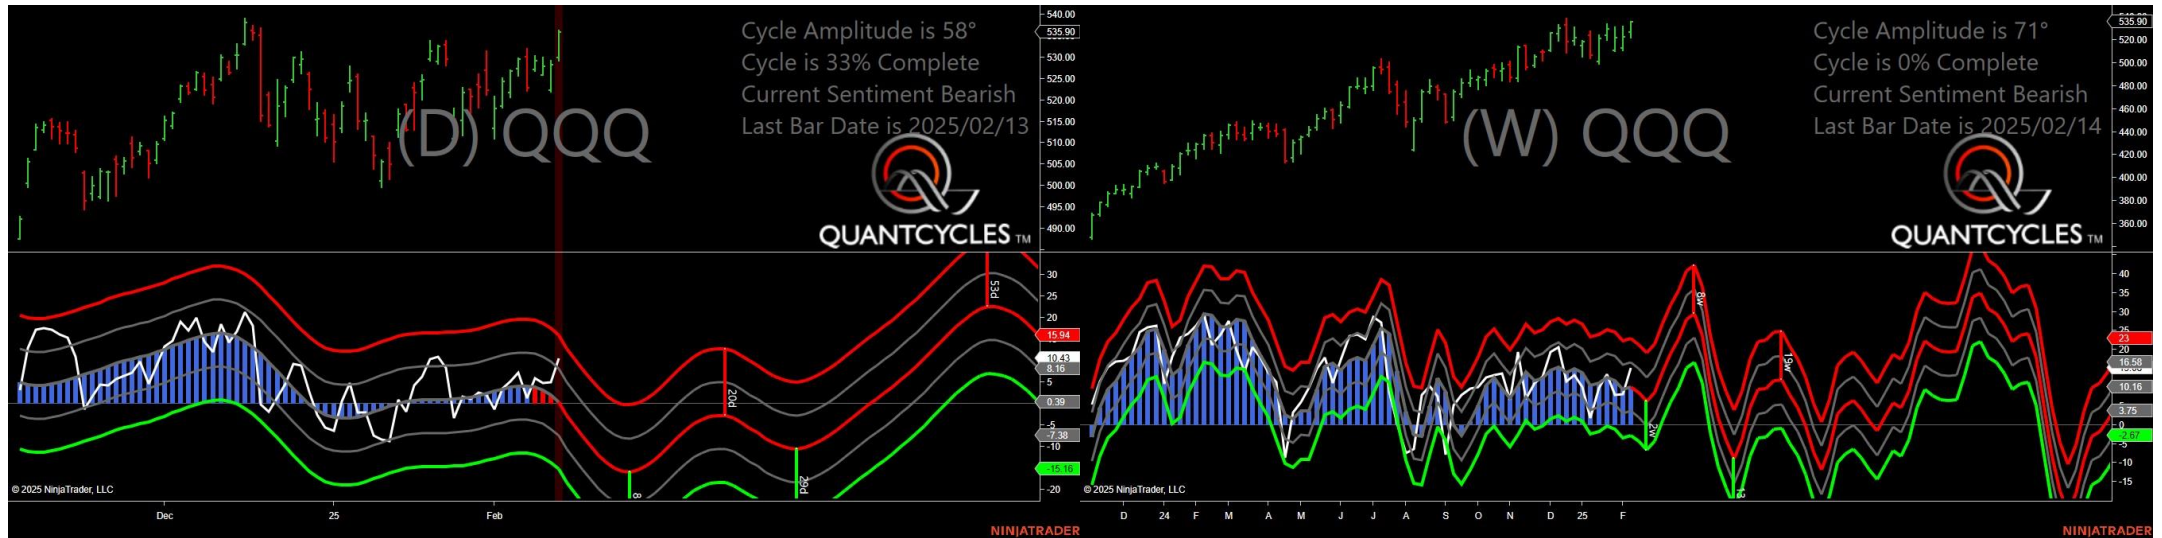 Cycle Amplitude is 58°
Cycle is 33% Complete
Current Sentiment Bearish
Last Bar Date is 2025/02/13
(D) QQQ
QUANTCYCLES TM
540.00
535.90
530.00
525.00
520.00
515.00
510.00
505.00
500.00
495.00
490.00
30
25
20
15.94
10.43
8.16
5
0.39
-5
-7.38
-10
-15.16
-20
53d
20d
29d
8
© 2025 NinjaTrader, LLC
Dec
25
Feb
NINJATRADER
Cycle Amplitude is 71°
Cycle is 0% Complete
Current Sentiment Bearish
Last Bar Date is 2025/02/14
(W) QQQ
QUANTCYCLES TM
535.90
520.00
500.00
480.00
460.00
440.00
420.00
400.00
380.00
360.00
40
35
30
25
23
20
16.58
10.16
3.75
0
-2.67
-5
-10
-15
8w
19w
2w
13
© 2025 NinjaTrader, LLC
D 24 F M A M J J A S O N D 25 F
NINJATRADER